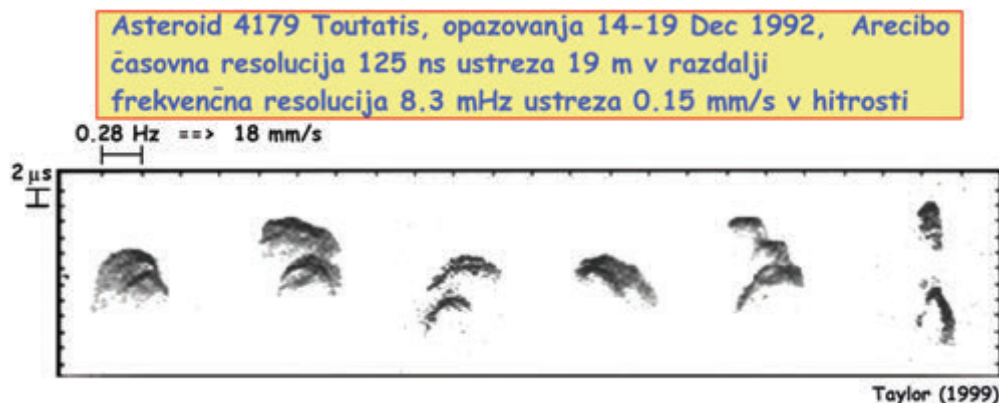 Asteroid 4179 Toutatis, opazovanja 14-19 Dec 1992, Arecibo
časovna resolucija 125 ns ustreza 19 m v razdalji
frekvenčna resolucija 8.3 mHz ustreza 0.15 mm/s v hitrosti
0.28 Hz ==> 18 mm/s
2 μs
Taylor (1999)